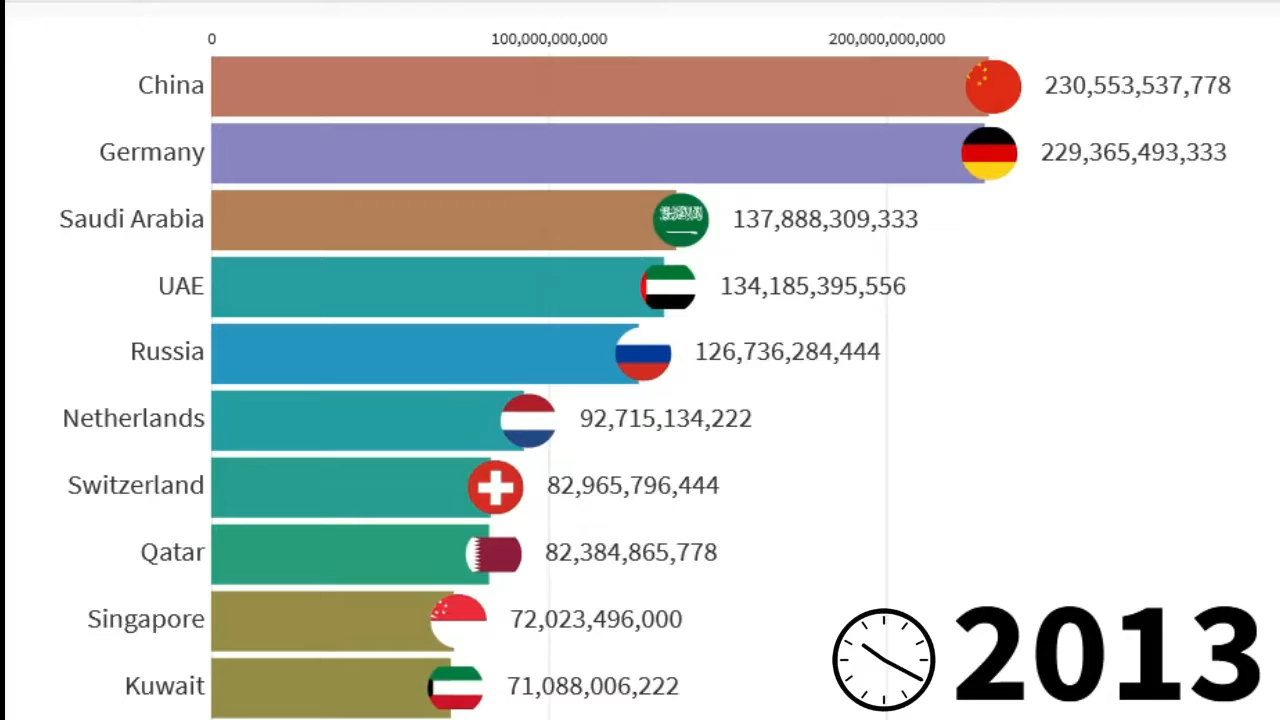 0 100,000,000,000 200,000,000,000
China 230,553,537,778
Germany 229,365,493,333
Saudi Arabia 137,888,309,333
UAE 134,185,395,556
Russia 126,736,284,444
Netherlands 92,715,134,222
Switzerland 82,965,796,444
Qatar 82,384,865,778
Singapore 72,023,496,000
Kuwait 71,088,006,222
2013